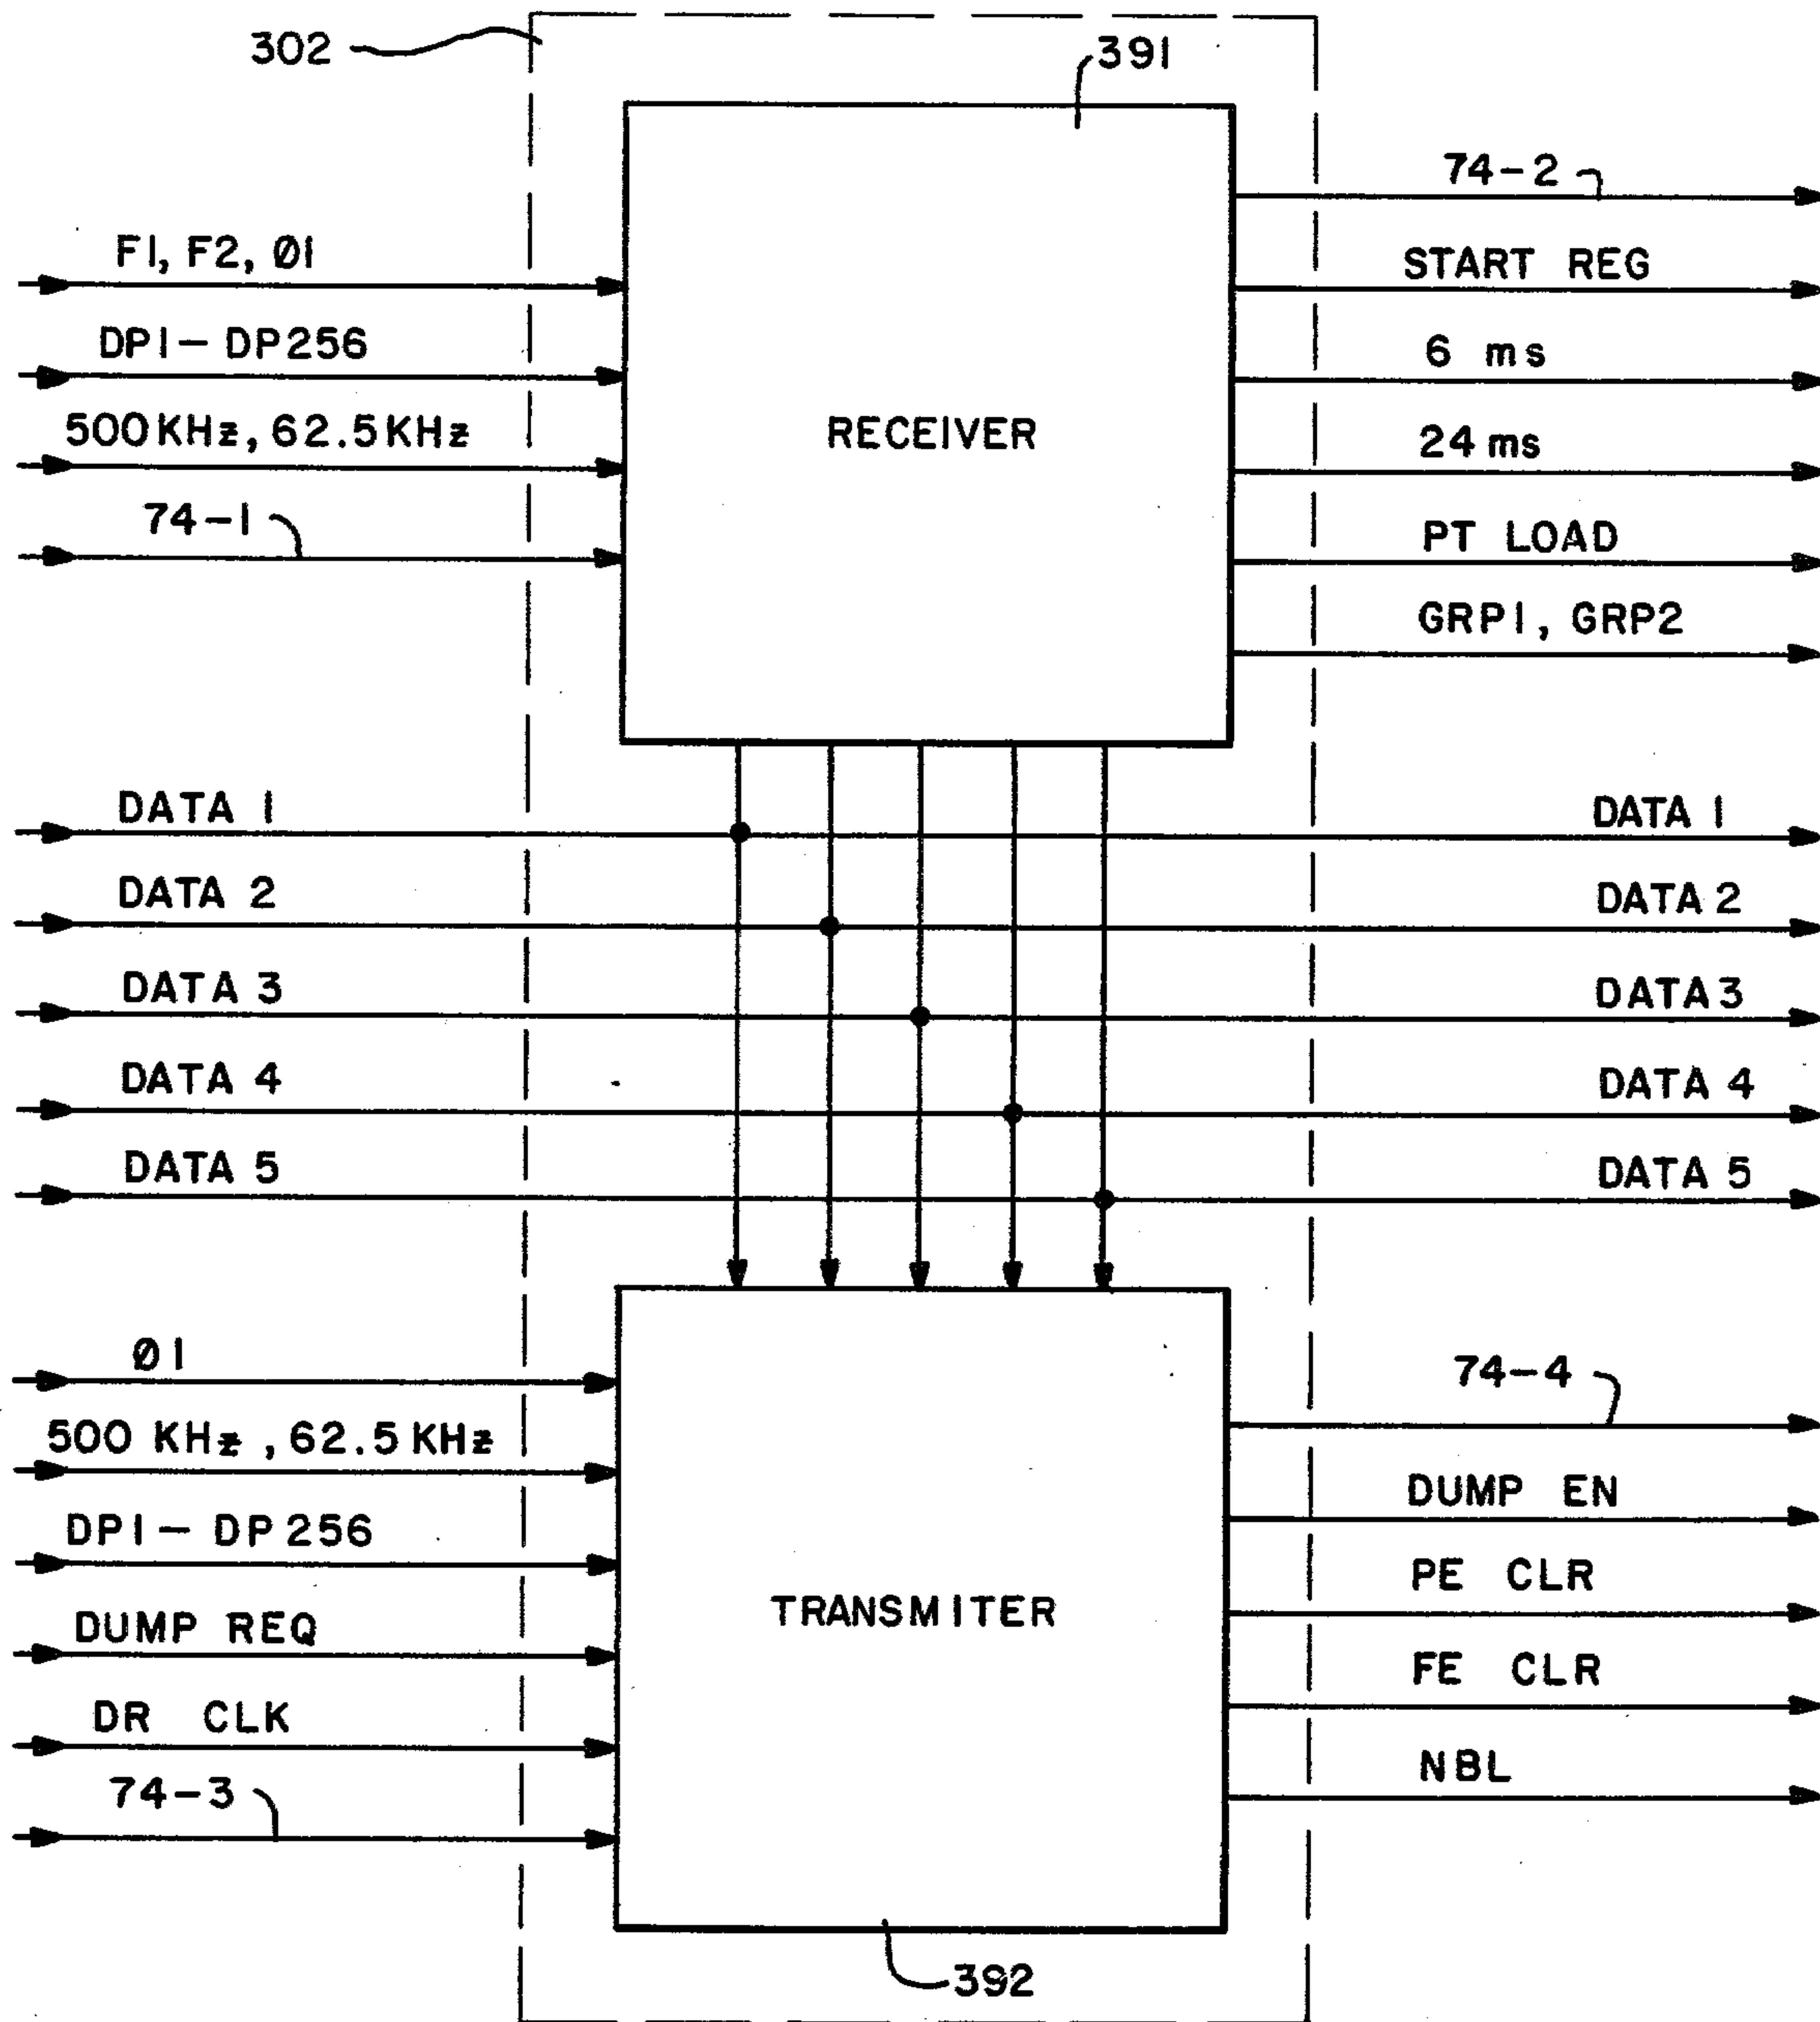 302
391
74-2
F1, F2, Ø1
START REG
DP1-DP256
6 ms
500KHz, 62.5KHz
RECEIVER
24 ms
74-1
PT LOAD
GRP1, GRP2
DATA 1
DATA 1
DATA 2
DATA 2
DATA 3
DATA 3
DATA 4
DATA 4
DATA 5
DATA 5
Ø1
74-4
500 KHz, 62.5KHz
DUMP EN
DP1-DP256
PE CLR
TRANSMITER
DUMP REQ
FE CLR
DR CLK
NBL
74-3
392